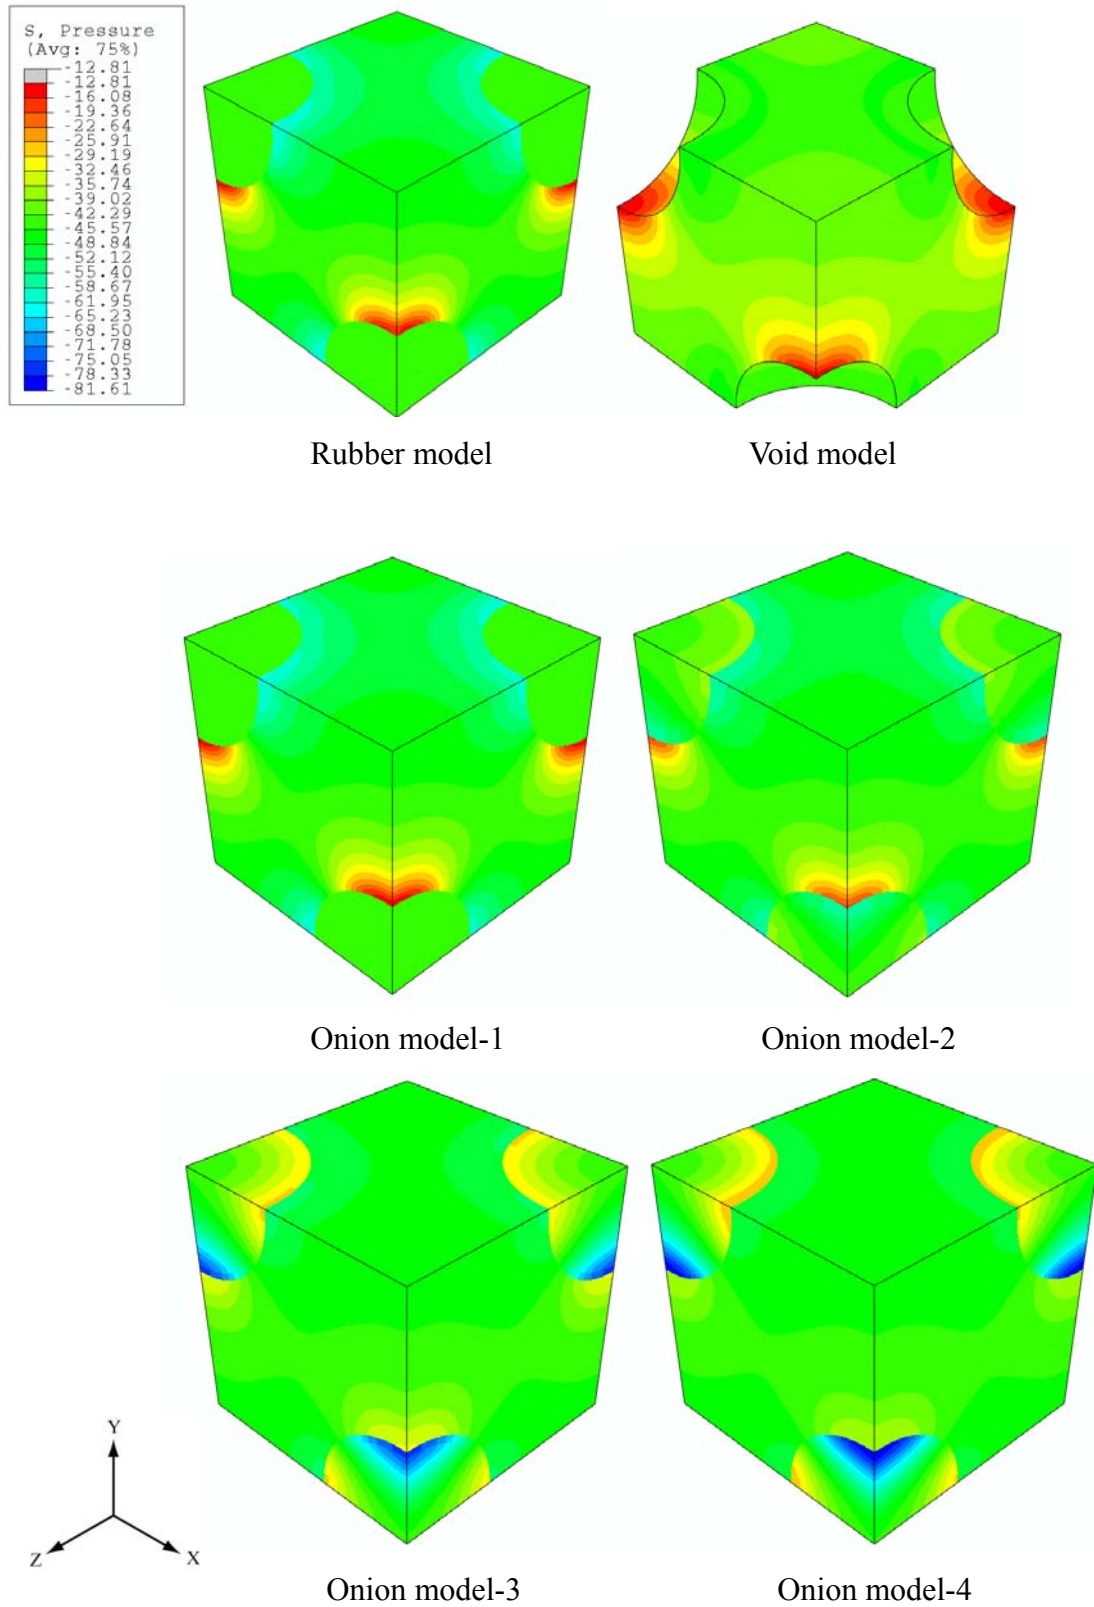 S, Pressure
(Avg: 75%)
-12.81
-12.81
-16.08
-19.36
-22.64
-25.91
-29.19
-32.46
-35.74
-39.02
-42.29
-45.57
-48.84
-52.12
-55.40
-58.67
-61.95
-65.23
-68.50
-71.78
-75.05
-78.33
-81.61
Rubber model
Void model
Onion model-1
Onion model-2
Y
Z
X
Onion model-3
Onion model-4